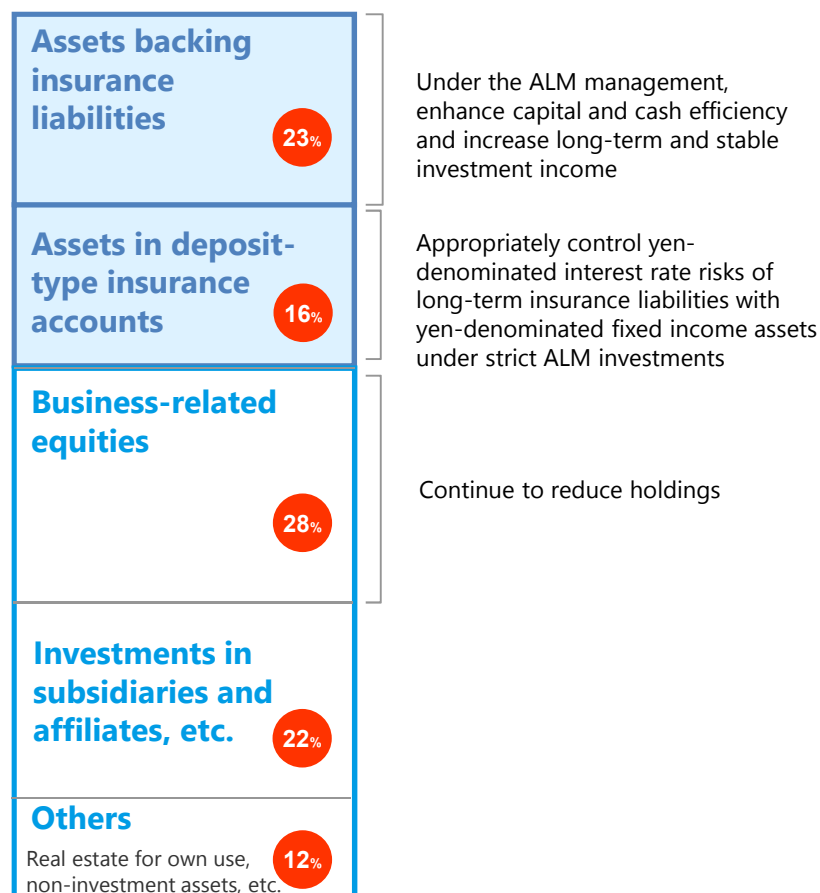 Assets backing
insurance
liabilities
23%
Under the ALM management,
enhance capital and cash efficiency
and increase long-term and stable
investment income
Assets in deposit-
type insurance
accounts
16%
Appropriately control yen-
denominated interest rate risks of
long-term insurance liabilities with
yen-denominated fixed income assets
under strict ALM investments
Business-related
equities
28%
Continue to reduce holdings
Investments in
subsidiaries and
affiliates, etc.
22%
Others
Real estate for own use,
non-investment assets, etc.
12%